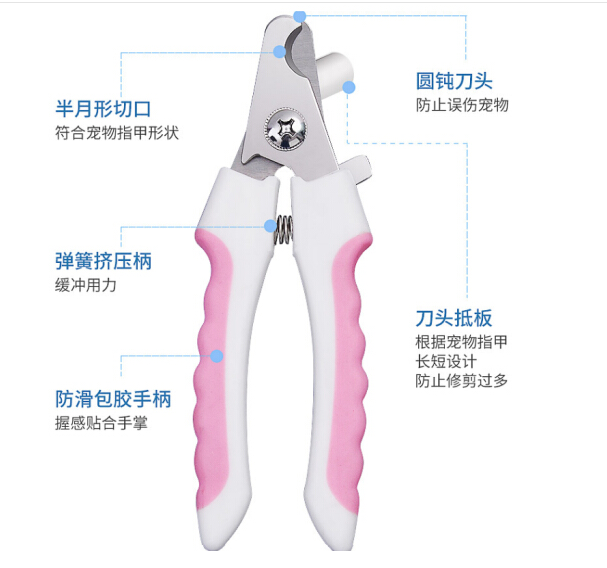 圆钝刀头
防止误伤宠物
半月形切口
符合宠物指甲形状
弹簧挤压柄
缓冲用力
刀头抵板
根据宠物指甲
长短设计
防止修剪过多
防滑包胶手柄
握感贴合手掌